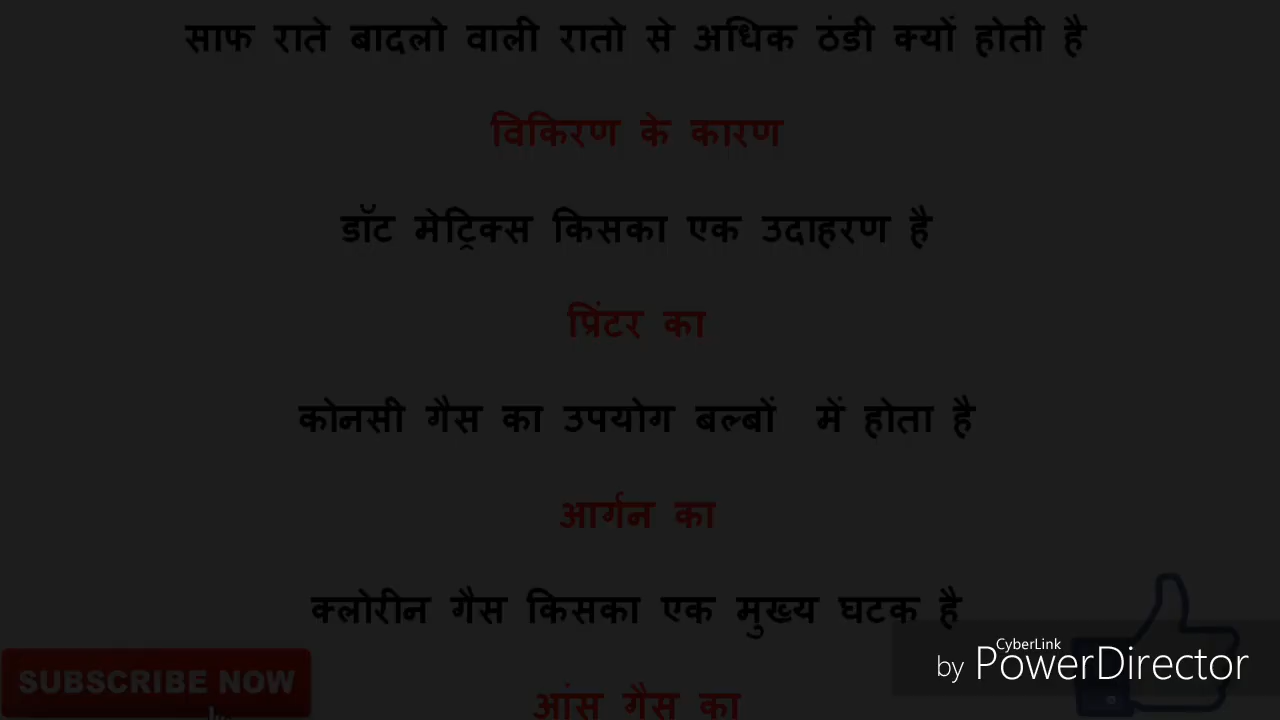 साफ राते बादलो वाली रातो से अधिक ठंडी क्यों होती है
विकिरण के कारण
डॉट मेट्रिक्स किसका एक उदाहरण है
प्रिंटर का
कोनसी गैस का उपयोग बल्बों में होता है
आर्गन का
क्लोरीन गैस किसका एक मुख्य घटक है
आंस गैस का
SUBSCRIBE NOW
CyberLink
by PowerDirector